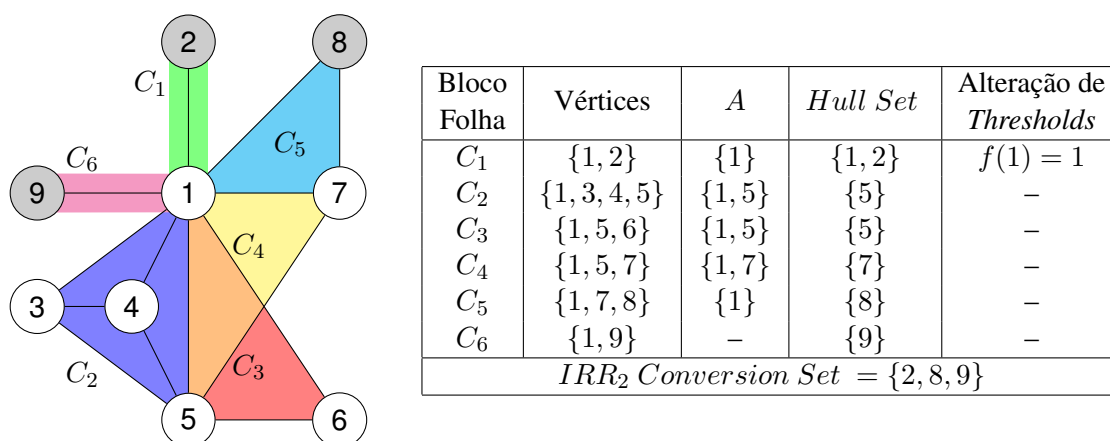 2
8
C₁
C₅
C₆
9
1
7
C₄
3
4
C₂
C₃
5
6
Bloco Folha | Vértices | A | Hull Set | Alteração de Thresholds
C₁ | {1, 2} | {1} | {1, 2} | f(1) = 1
C₂ | {1, 3, 4, 5} | {1, 5} | {5} | –
C₃ | {1, 5, 6} | {1, 5} | {5} | –
C₄ | {1, 5, 7} | {1, 7} | {7} | –
C₅ | {1, 7, 8} | {1} | {8} | –
C₆ | {1, 9} | – | {9} | –
IRR₂ Conversion Set = {2, 8, 9}